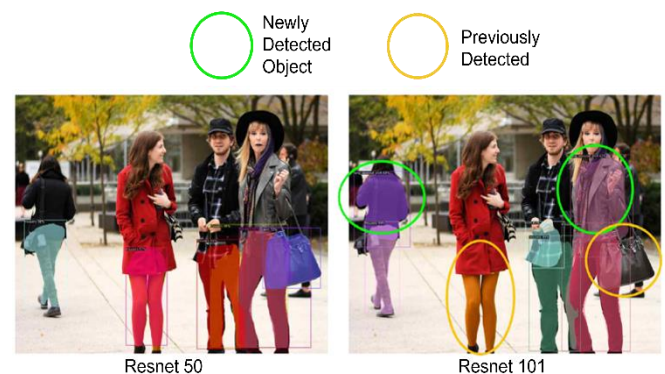 Newly
Detected
Object
Previously
Detected
Resnet 50
Resnet 101